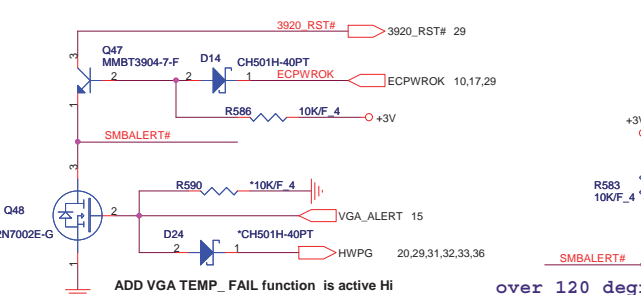 3920_RST#
3920_RST# 29
3
Q47
MMBT3904-7-F
D14
CH501H-40PT
2
2
1
ECPWROK
ECPWROK 10,17,29
1
R586
10K/F_4
+3V
+3V
SMBALERT#
3
R590
*10K/F_4
R583
10K/F_4
Q48
2N7002E-G
2
VGA_ALERT 15
D24
*CH501H-40PT
2
1
HWPG 20,29,31,32,33,36
1
SMBALERT#
ADD VGA TEMP_ FAIL function is active Hi
over 120 degr